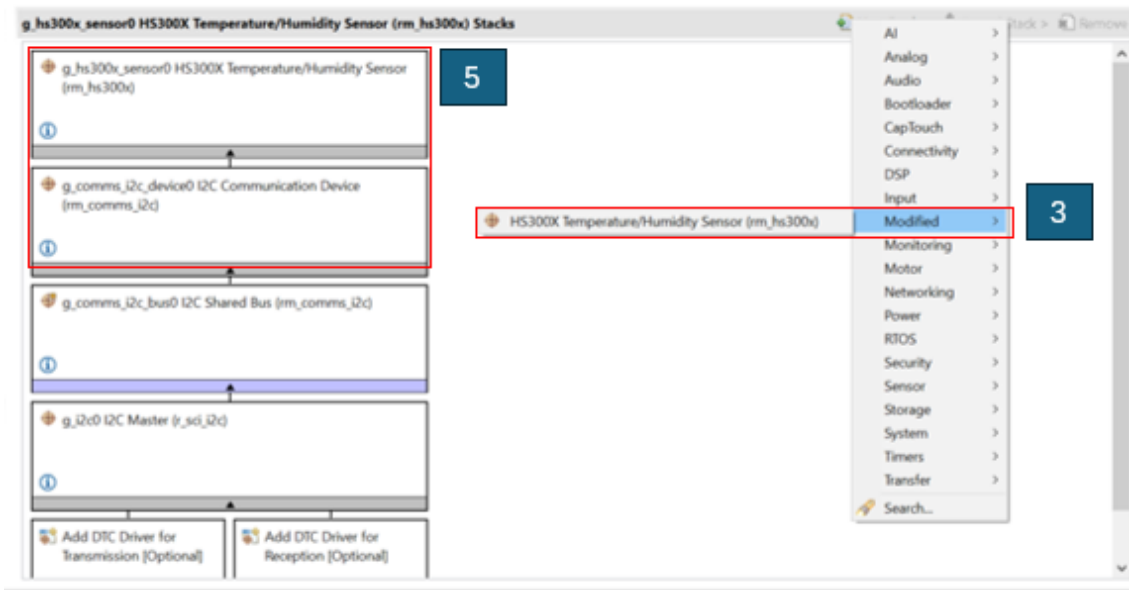 g_hs300x_sensor0 HS300X Temperature/Humidity Sensor (rm_hs300x) Stacks
Stack > Remove
g_hs300x_sensor0 HS300X Temperature/Humidity Sensor
(rm_hs300x)
5
g_comms_i2c_device0 I2C Communication Device
(rm_comms_i2c)
g_comms_i2c_bus0 I2C Shared Bus (rm_comms_i2c)
g_i2c0 I2C Master (r_sci_i2c)
Add DTC Driver for
Transmission [Optional]
Add DTC Driver for
Reception [Optional]
HS300X Temperature/Humidity Sensor (rm_hs300x)
3
AI
Analog
Audio
Bootloader
CapTouch
Connectivity
DSP
Input
Modified
Monitoring
Motor
Networking
Power
RTOS
Security
Sensor
Storage
System
Timers
Transfer
Search...